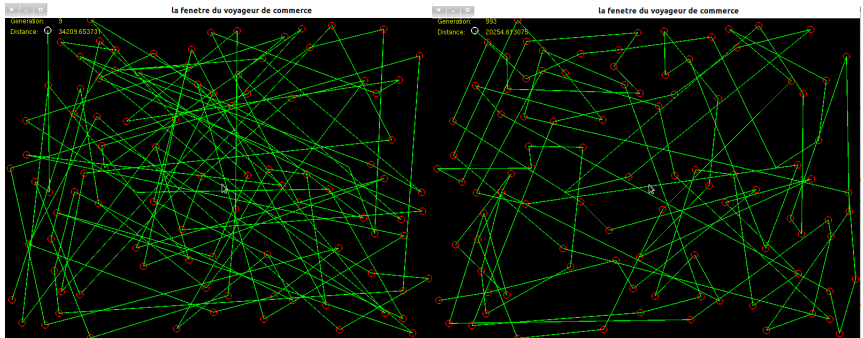 la fenetre du voyageur de commerce
Generation: 9
Distance: 34209.653731
la fenetre du voyageur de commerce
Generation: 993
Distance: 20254.613075